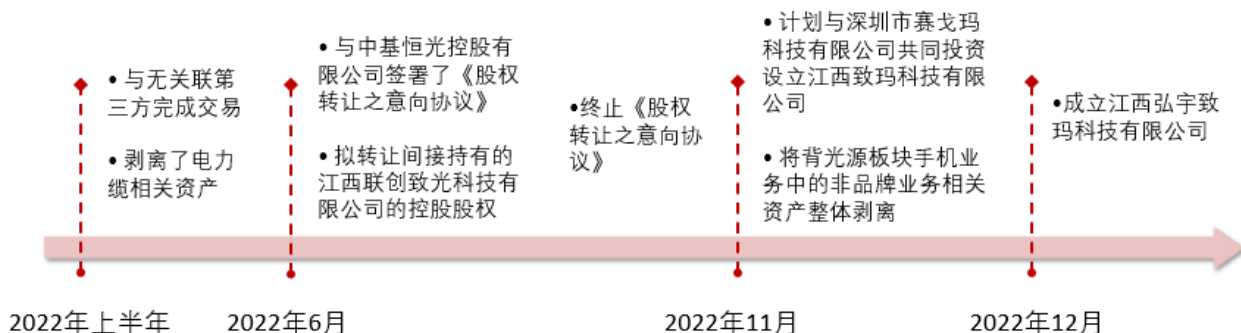 • 与无关联第
三方完成交易
• 剥离了电力
缆相关资产
• 与中基恒光控股有
限公司签署了《股权
转让之意向协议》
• 拟转让间接持有的
江西联创致光科技有
限公司的控股股权
•终止《股权
转让之意向协
议》
• 计划与深圳市赛戈玛
科技有限公司共同投资
设立江西致玛科技有限
公司
• 将背光源板块手机业
务中的非品牌业务相关
资产整体剥离
•成立江西弘宇致
玛科技有限公司
2022年上半年
2022年6月
2022年11月
2022年12月